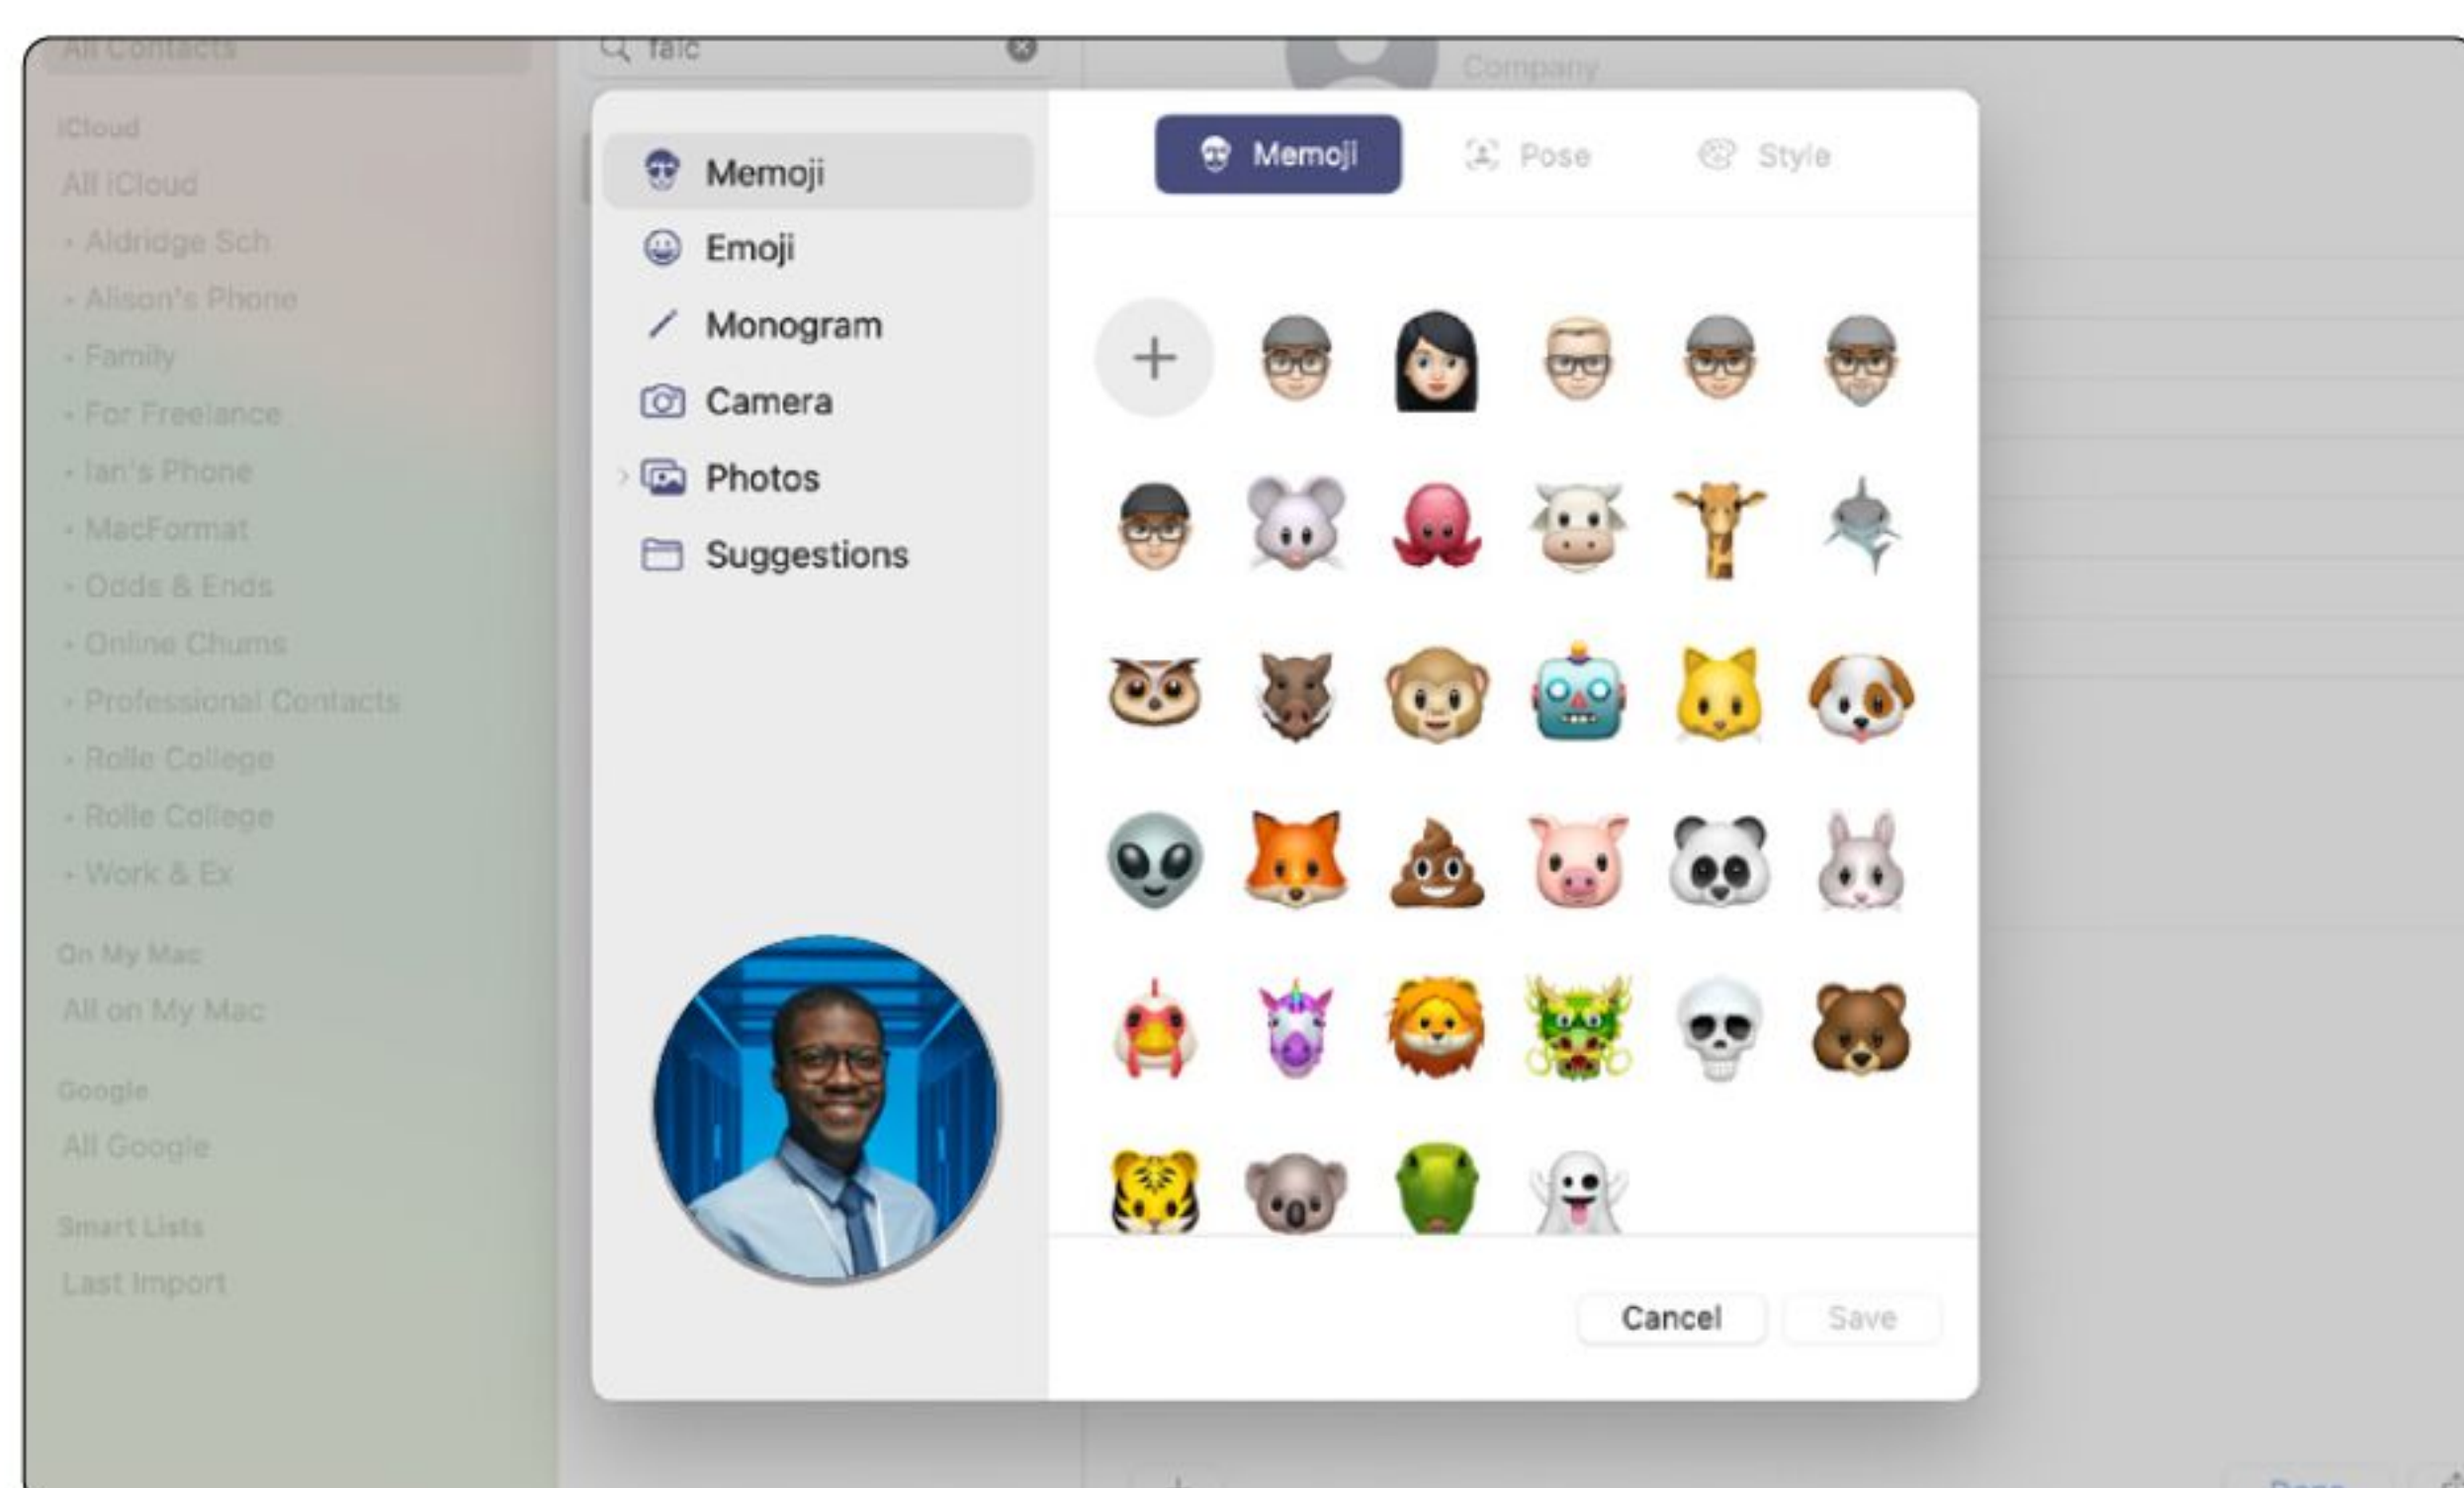 All Contacts
iCloud
All iCloud
• Aldridge Sch
• Alison's Phone
• Family
• For Freelance
• Ian's Phone
• MacFormat
• Odds & Ends
• Online Chums
• Professional Contacts
• Rolle College
• Rolle College
• Work & Ex
On My Mac
All on My Mac
Google
All Google
Smart Lists
Last Import
falc
Company
Memoji
Emoji
Monogram
Camera
Photos
Suggestions
Memoji
Pose
Style
Cancel
Save
Done